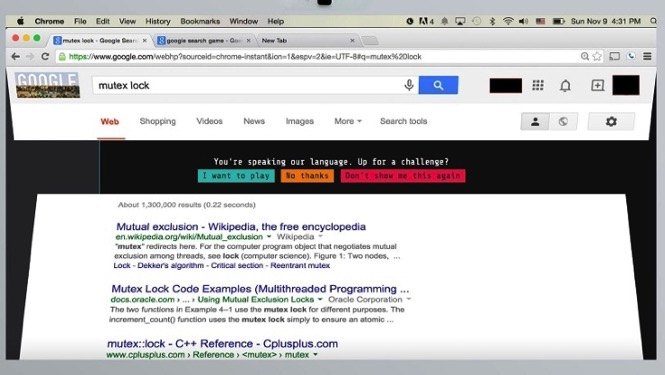 Chrome File Edit View History Bookmarks Window Help
4 Sun Nov 9 4:31 PM
mutex lock - Google Sear
google search game - Goo
New Tab
https://www.google.com/webhp?sourceid=chrome-instant&ion=1&espv=2&ie=UTF-8#q=mutex%20lock
GOOGLE
mutex lock
Web Shopping Videos News Images More Search tools
You're speaking our language. Up for a challenge?
I want to play No thanks Don't show me this again
About 1,300,000 results (0.22 seconds)
Mutual exclusion - Wikipedia, the free encyclopedia
en.wikipedia.org/wiki/Mutual_exclusion Wikipedia
"mutex" redirects here. For the computer program object that negotiates mutual
exclusion among threads, see lock (computer science). Figure 1: Two nodes, ...
Lock - Dekker's algorithm - Critical section - Reentrant mutex
Mutex Lock Code Examples (Multithreaded Programming ...
docs.oracle.com › ... › Using Mutual Exclusion Locks Oracle Corporation
The two functions in Example 4–1 use the mutex lock for different purposes. The
increment_count() function uses the mutex lock simply to ensure an atomic ...
mutex::lock - C++ Reference - Cplusplus.com
www.cplusplus.com › Reference › <mutex> › mutex